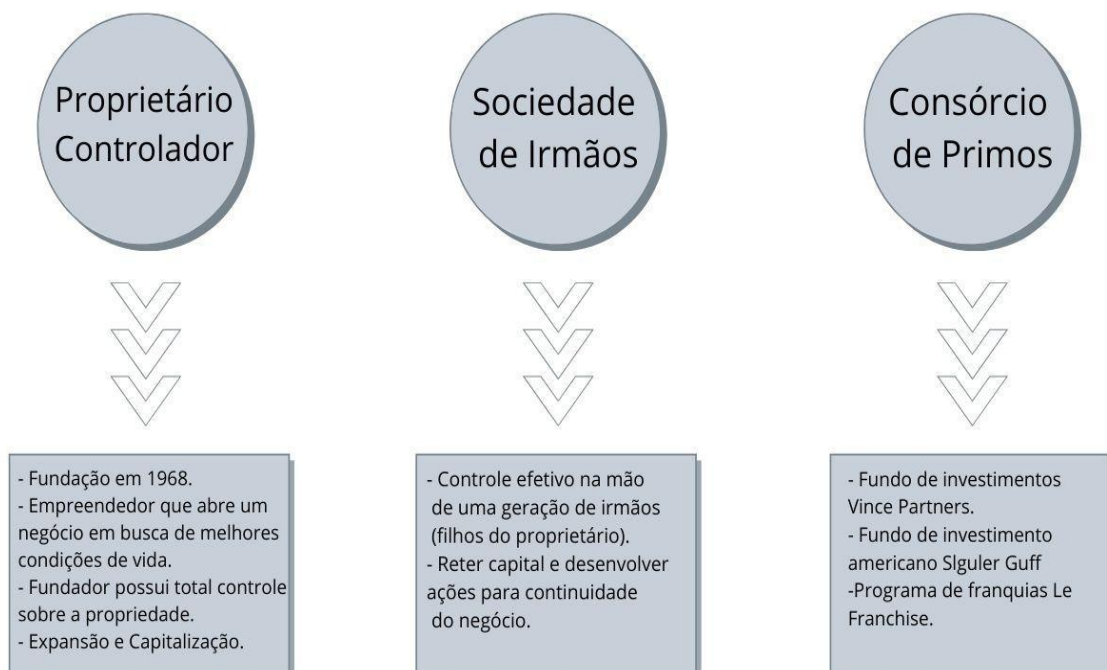 Proprietário
Controlador
Sociedade
de Irmãos
Consórcio
de Primos
- Fundação em 1968.
- Empreendedor que abre um
negócio em busca de melhores
condições de vida.
- Fundador possui total controle
sobre a propriedade.
- Expansão e Capitalização.
- Controle efetivo na mão
de uma geração de irmãos
(filhos do proprietário).
- Reter capital e desenvolver
ações para continuidade
do negócio.
- Fundo de investimentos
Vince Partners.
- Fundo de investimento
americano Slguler Guff
-Programa de franquias Le
Franchise.